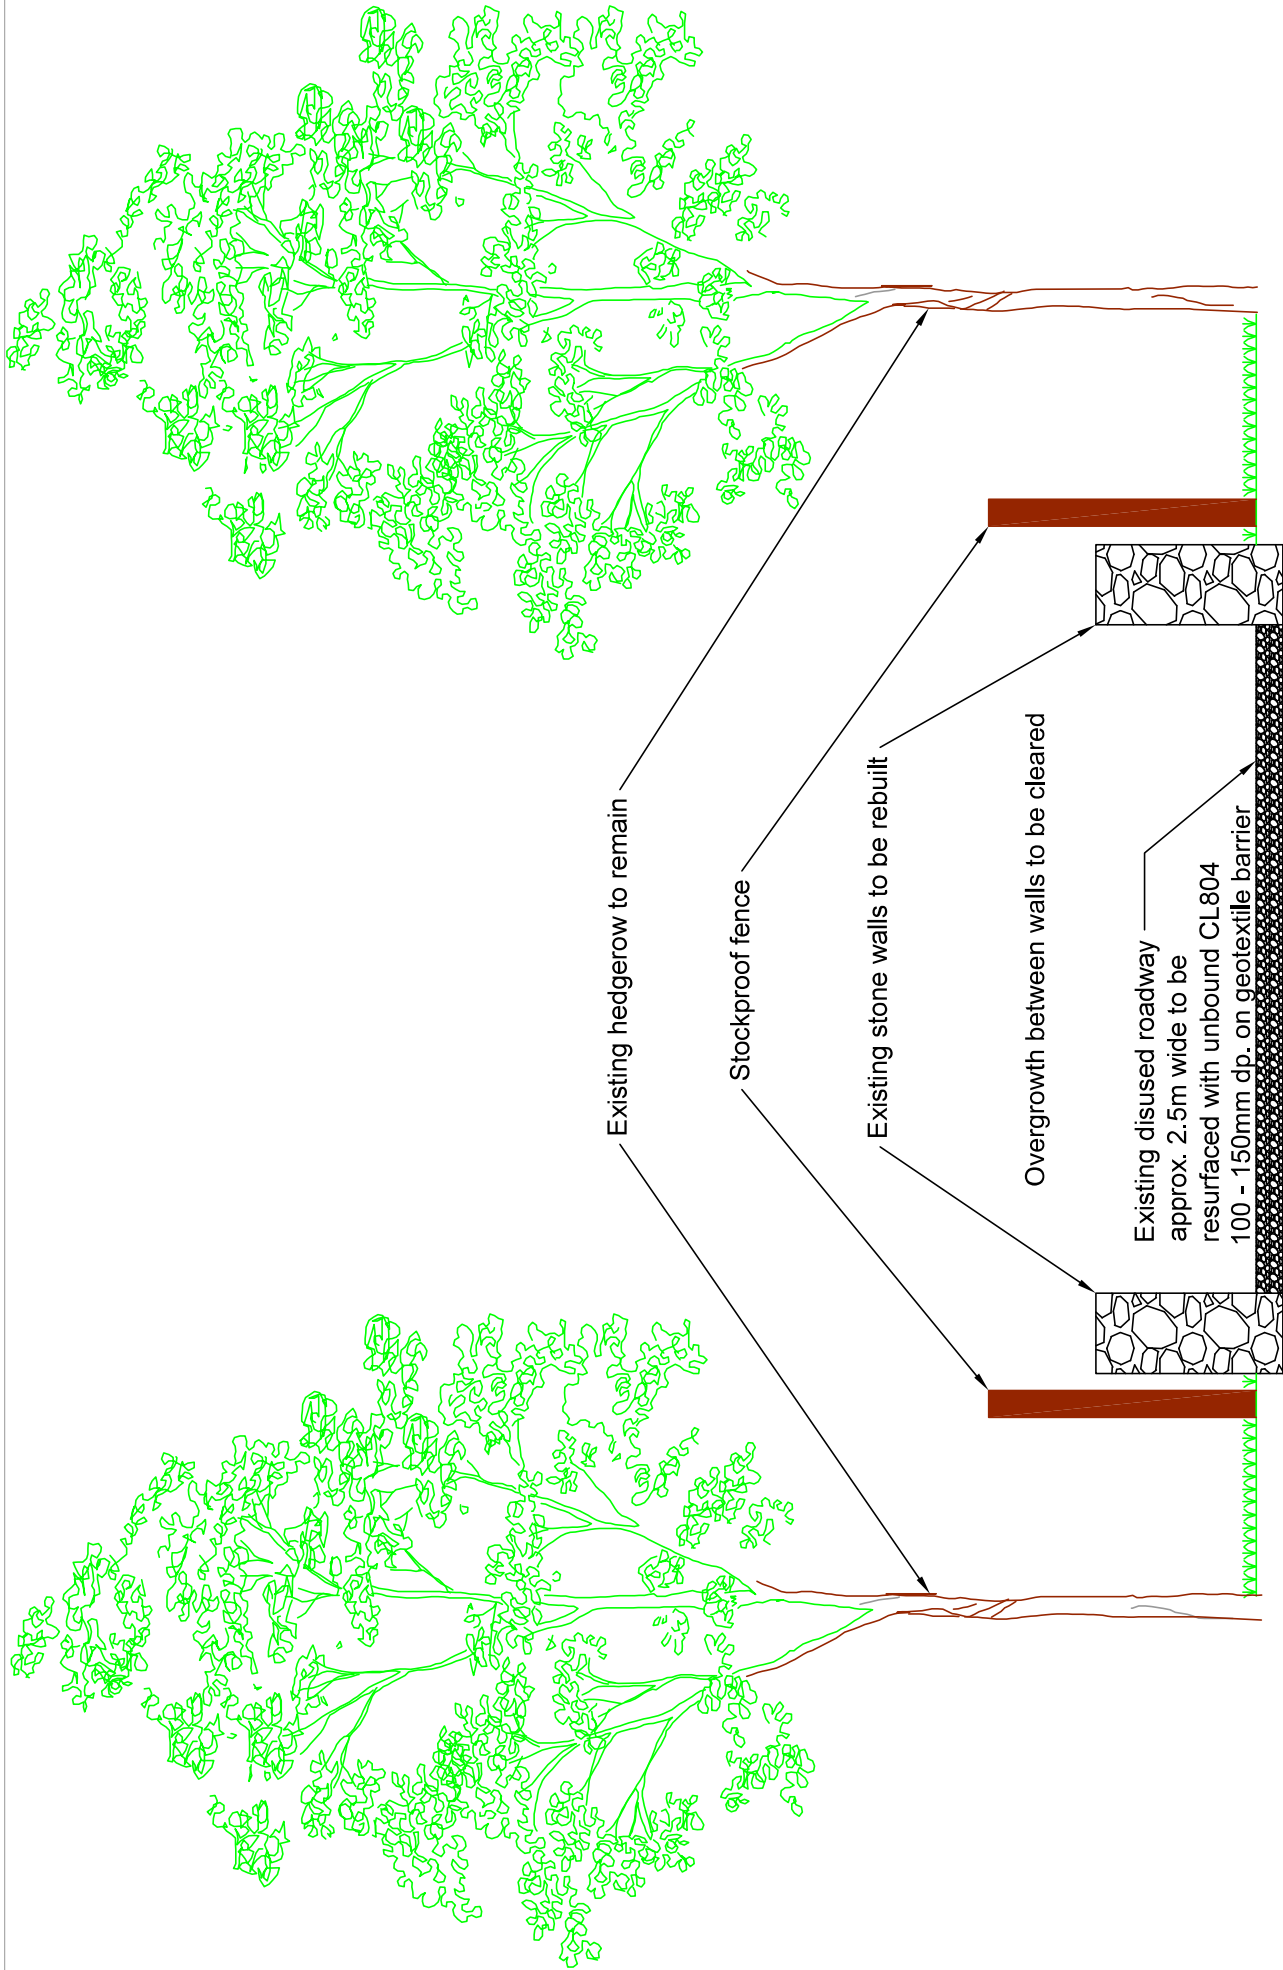 Existing hedgerow to remain
Stockproof fence
Existing stone walls to be rebuilt
Overgrowth between walls to be cleared
Existing disused roadway
approx. 2.5m wide to be
resurfaced with unbound CL804
100 - 150mm dp. on geotextile barrier